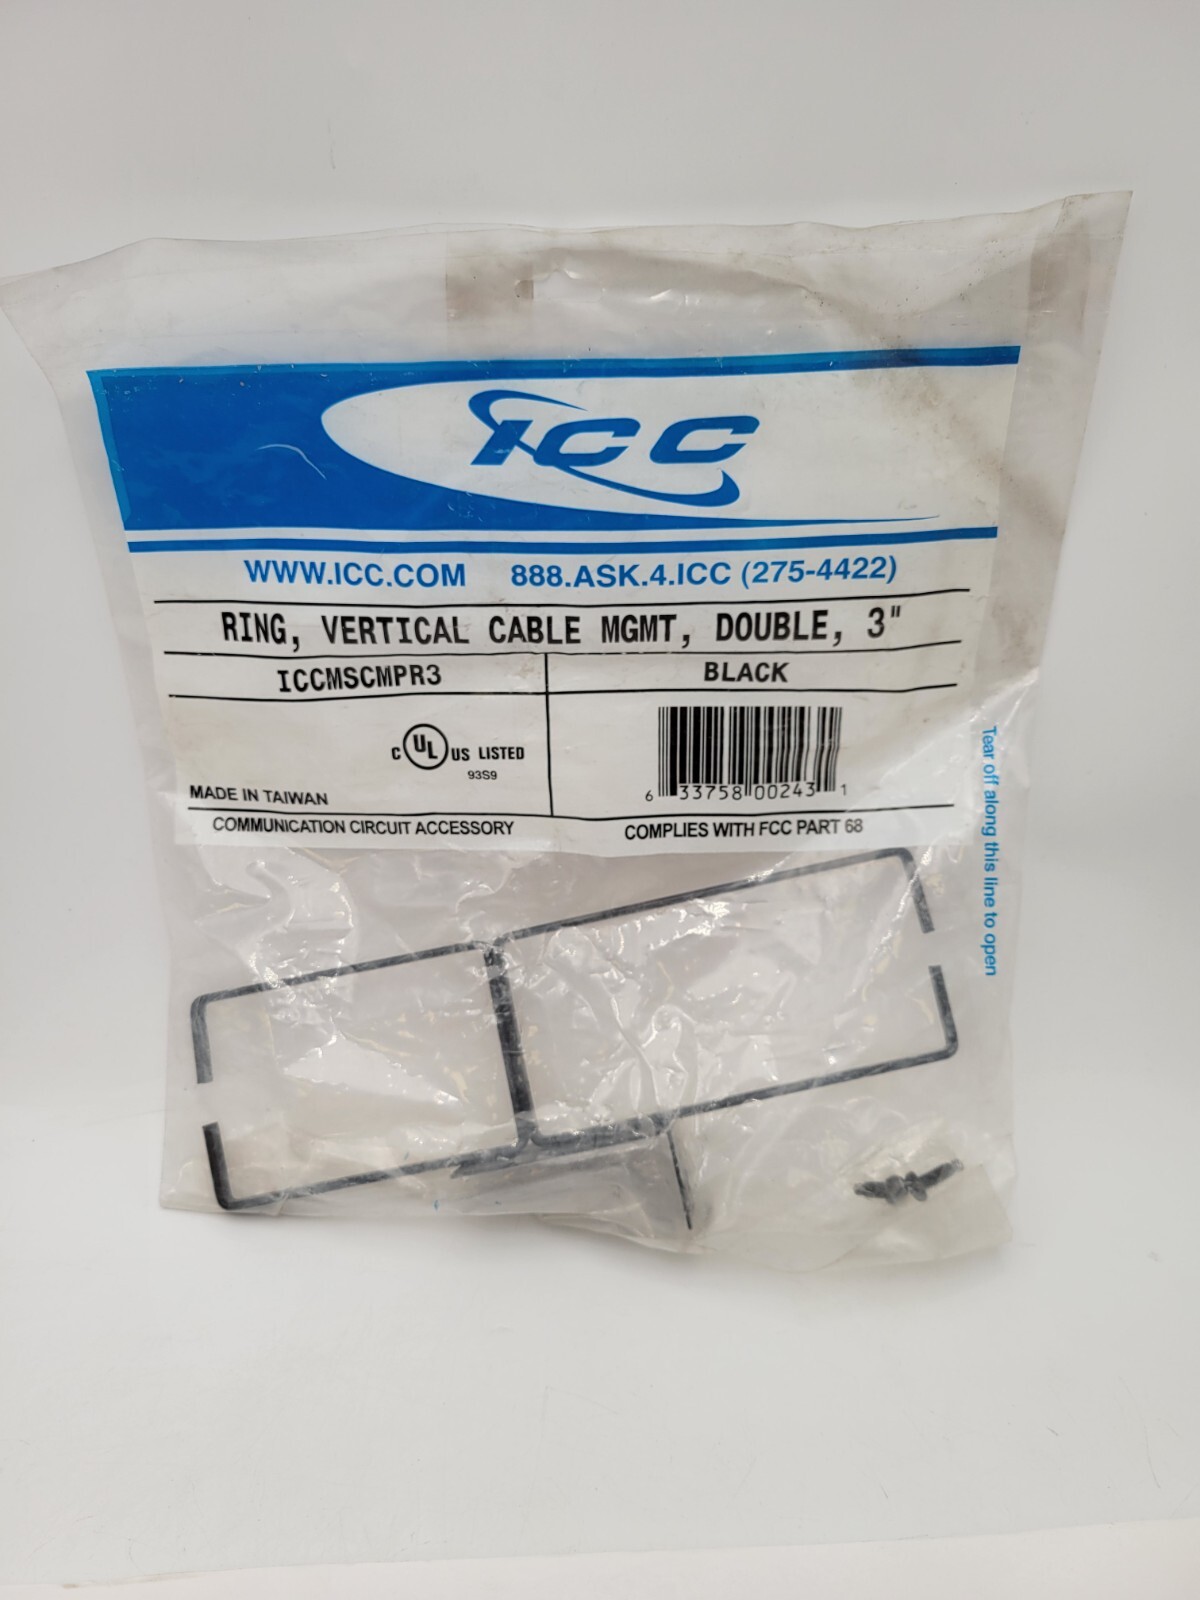 ICC
WWW.ICC.COM 888.ASK.4.ICC (275-4422)
RING, VERTICAL CABLE MGMT, DOUBLE, 3"
ICCMSCMPR3 BLACK
C UL US LISTED
93S9
6 33758 00243 1
MADE IN TAIWAN
COMMUNICATION CIRCUIT ACCESSORY COMPLIES WITH FCC PART 68
Tear off along this line to open